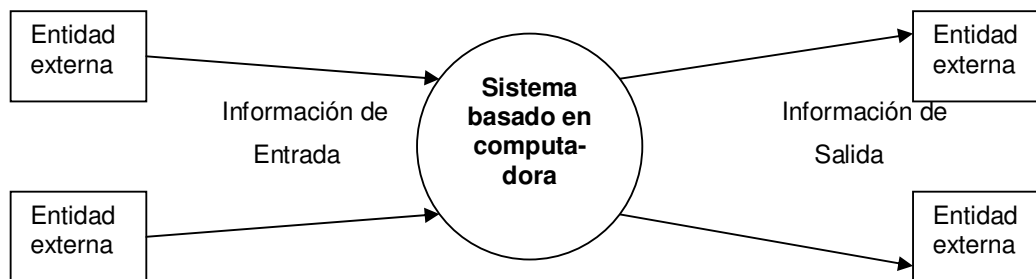 Entidad
externa
Entidad
externa
Sistema
basado en
computa-
dora
Información de
Entrada
Información de
Salida
Entidad
externa
Entidad
externa